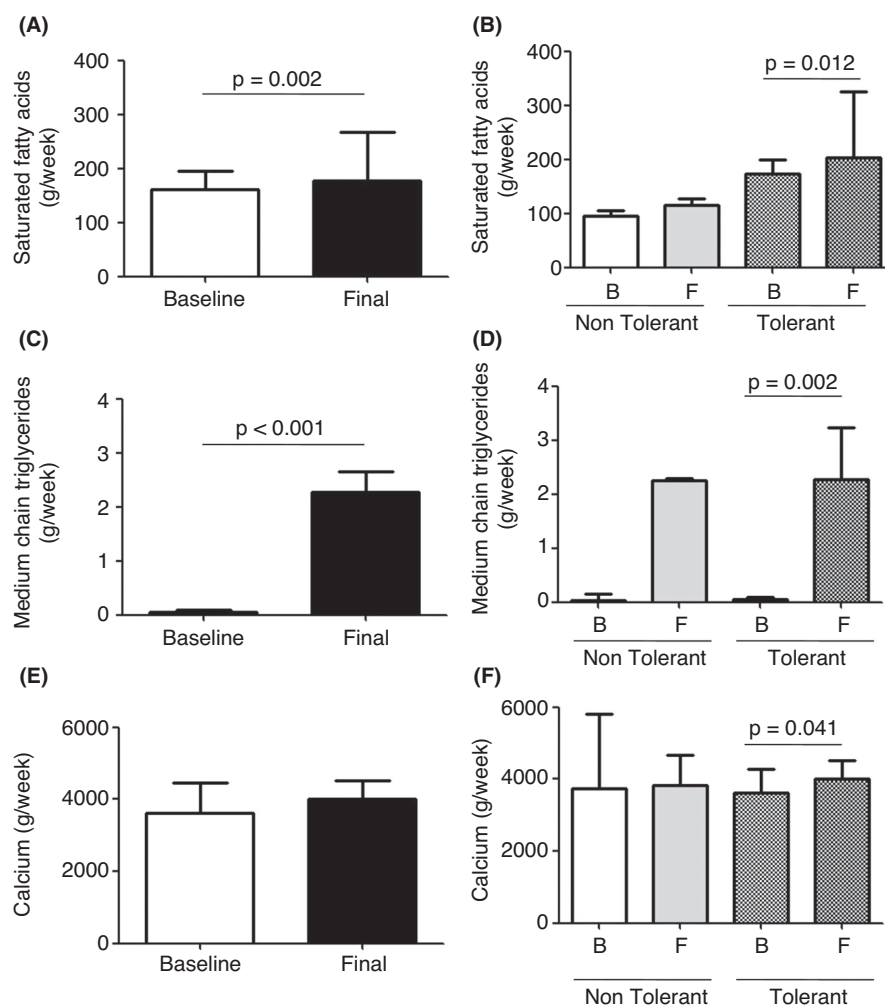 (A)
Saturated fatty acids
(g/week)
400
300
200
100
0
p = 0.002
Baseline Final
(B)
Saturated fatty acids
(g/week)
400
300
200
100
0
p = 0.012
B F B F
Non Tolerant Tolerant
(C)
Medium chain triglycerides
(g/week)
4
3
2
1
0
p < 0.001
Baseline Final
(D)
Medium chain triglycerides
(g/week)
4
3
2
1
0
p = 0.002
B F B F
Non Tolerant Tolerant
(E)
Calcium (g/week)
6000
4000
2000
0
Baseline Final
(F)
Calcium (g/week)
6000
4000
2000
0
p = 0.041
B F B F
Non Tolerant Tolerant